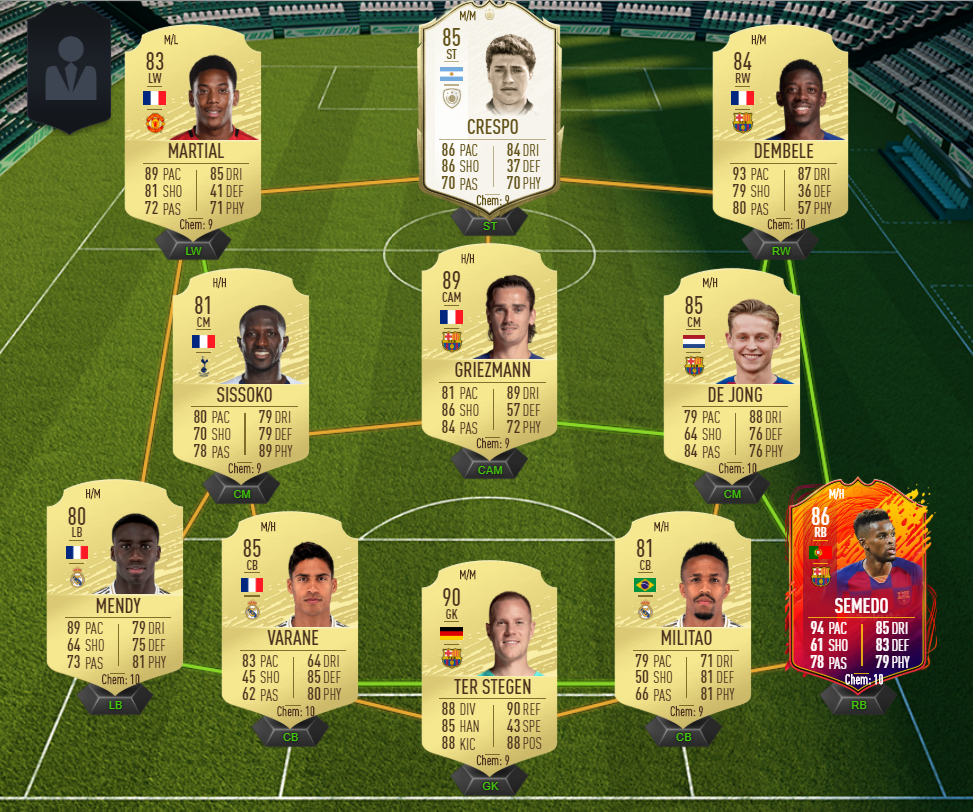 M/L
83
LW
MARTIAL
89 PAC 85 DRI
81 SHO 41 DEF
72 PAS 71 PHY
Chem: 9
LW
M/M
85
ST
CRESPO
86 PAC 84 DRI
86 SHO 37 DEF
70 PAS 70 PHY
Chem: 9
ST
H/M
84
RW
DEMBELE
93 PAC 87 DRI
79 SHO 36 DEF
80 PAS 57 PHY
Chem: 10
RW
H/H
81
CM
SISSOKO
80 PAC 79 DRI
70 SHO 79 DEF
78 PAS 89 PHY
Chem: 9
CM
H/H
89
CAM
GRIEZMANN
81 PAC 89 DRI
86 SHO 57 DEF
84 PAS 72 PHY
Chem: 9
CAM
M/H
85
CM
DE JONG
79 PAC 88 DRI
64 SHO 76 DEF
84 PAS 76 PHY
Chem: 10
CM
H/M
80
LB
MENDY
89 PAC 79 DRI
64 SHO 75 DEF
73 PAS 81 PHY
Chem: 10
LB
M/H
85
CB
VARANE
83 PAC 64 DRI
45 SHO 85 DEF
62 PAS 80 PHY
Chem: 10
CB
M/M
90
GK
TER STEGEN
88 DIV 90 REF
85 HAN 43 SPE
88 KIC 88 POS
Chem: 9
GK
M/H
81
CB
MILITAO
79 PAC 71 DRI
50 SHO 81 DEF
66 PAS 81 PHY
Chem: 9
CB
M/H
86
RB
SEMEDO
94 PAC 85 DRI
61 SHO 83 DEF
78 PAS 79 PHY
Chem: 10
RB